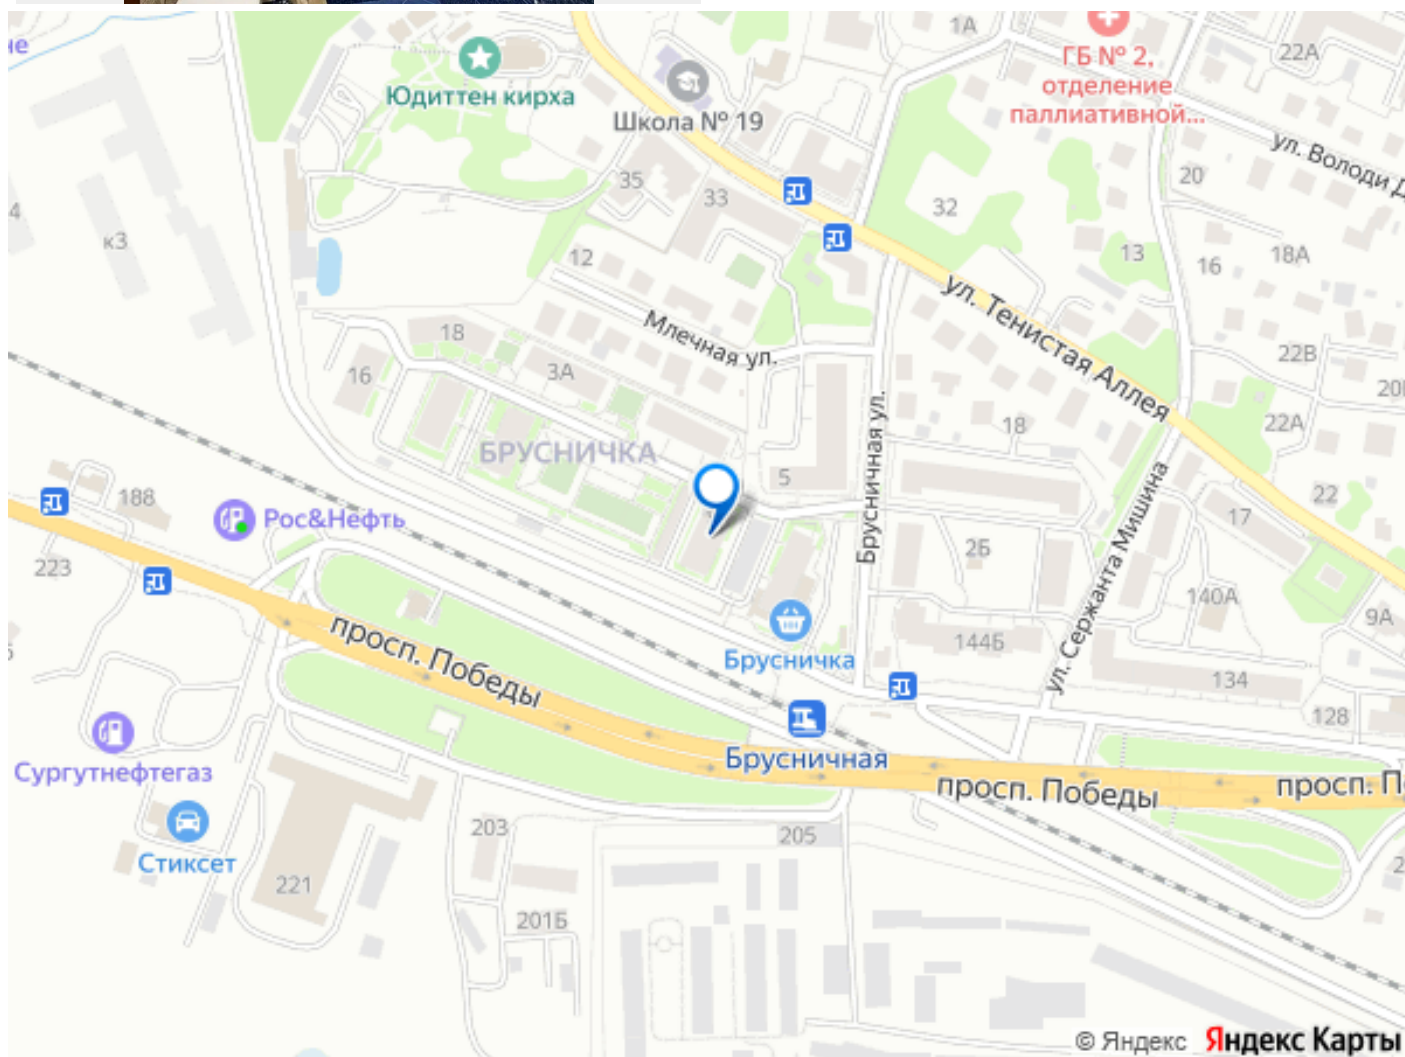 1А
22А
ГБ № 2,
отделение
паллиативной...
Юдиттен кирха
Школа № 19
ул. Володи Д
35
33
20
32
к3
12
13
16
18А
ул. Тенистая Аллея
Млечная ул.
18
3А
16
22В
20
22А
18
Брусничная ул.
БРУСНИЧКА
5
188
Рос&Нефть
22
17
ул. Сержанта Мишина
2Б
223
140А
9А
просп. Победы
144Б
Брусничка
134
128
Сургутнефтегаз
Брусничная
просп. Победы
просп. П
203
205
Стиксет
221
201Б
© Яндекс Яндекс Карты